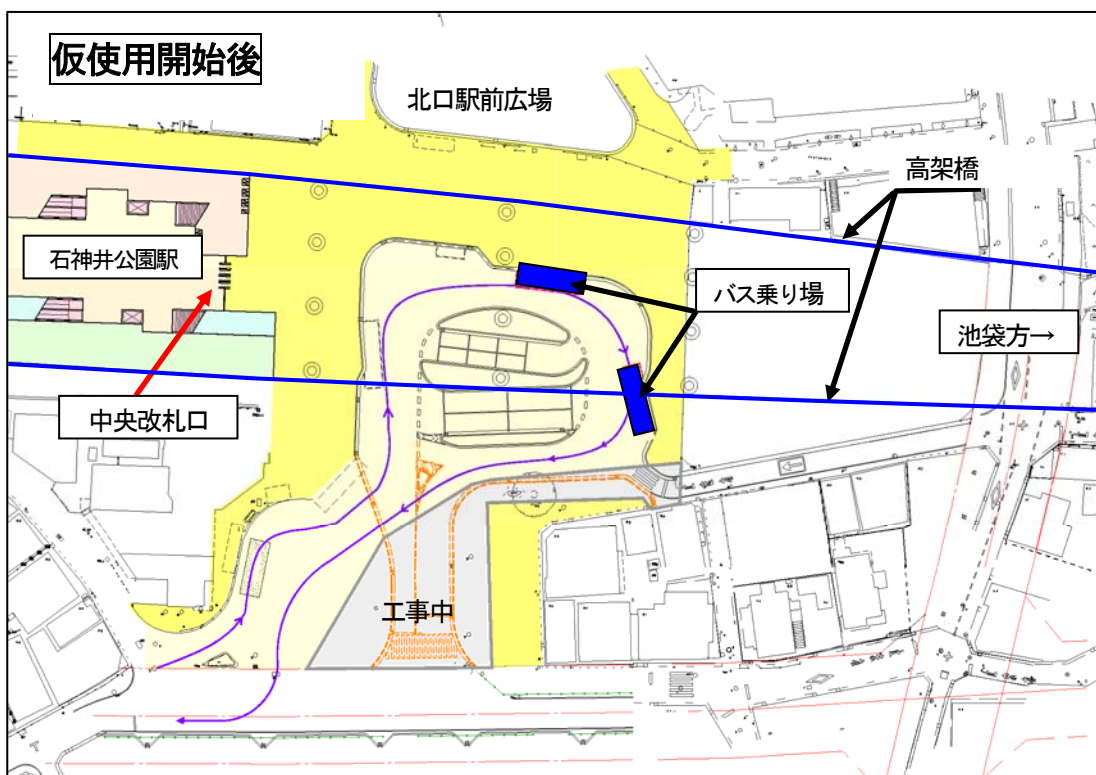 仮使用開始後
北口駅前広場
高架橋
石神井公園駅
バス乗り場
池袋方→
中央改札口
工事中